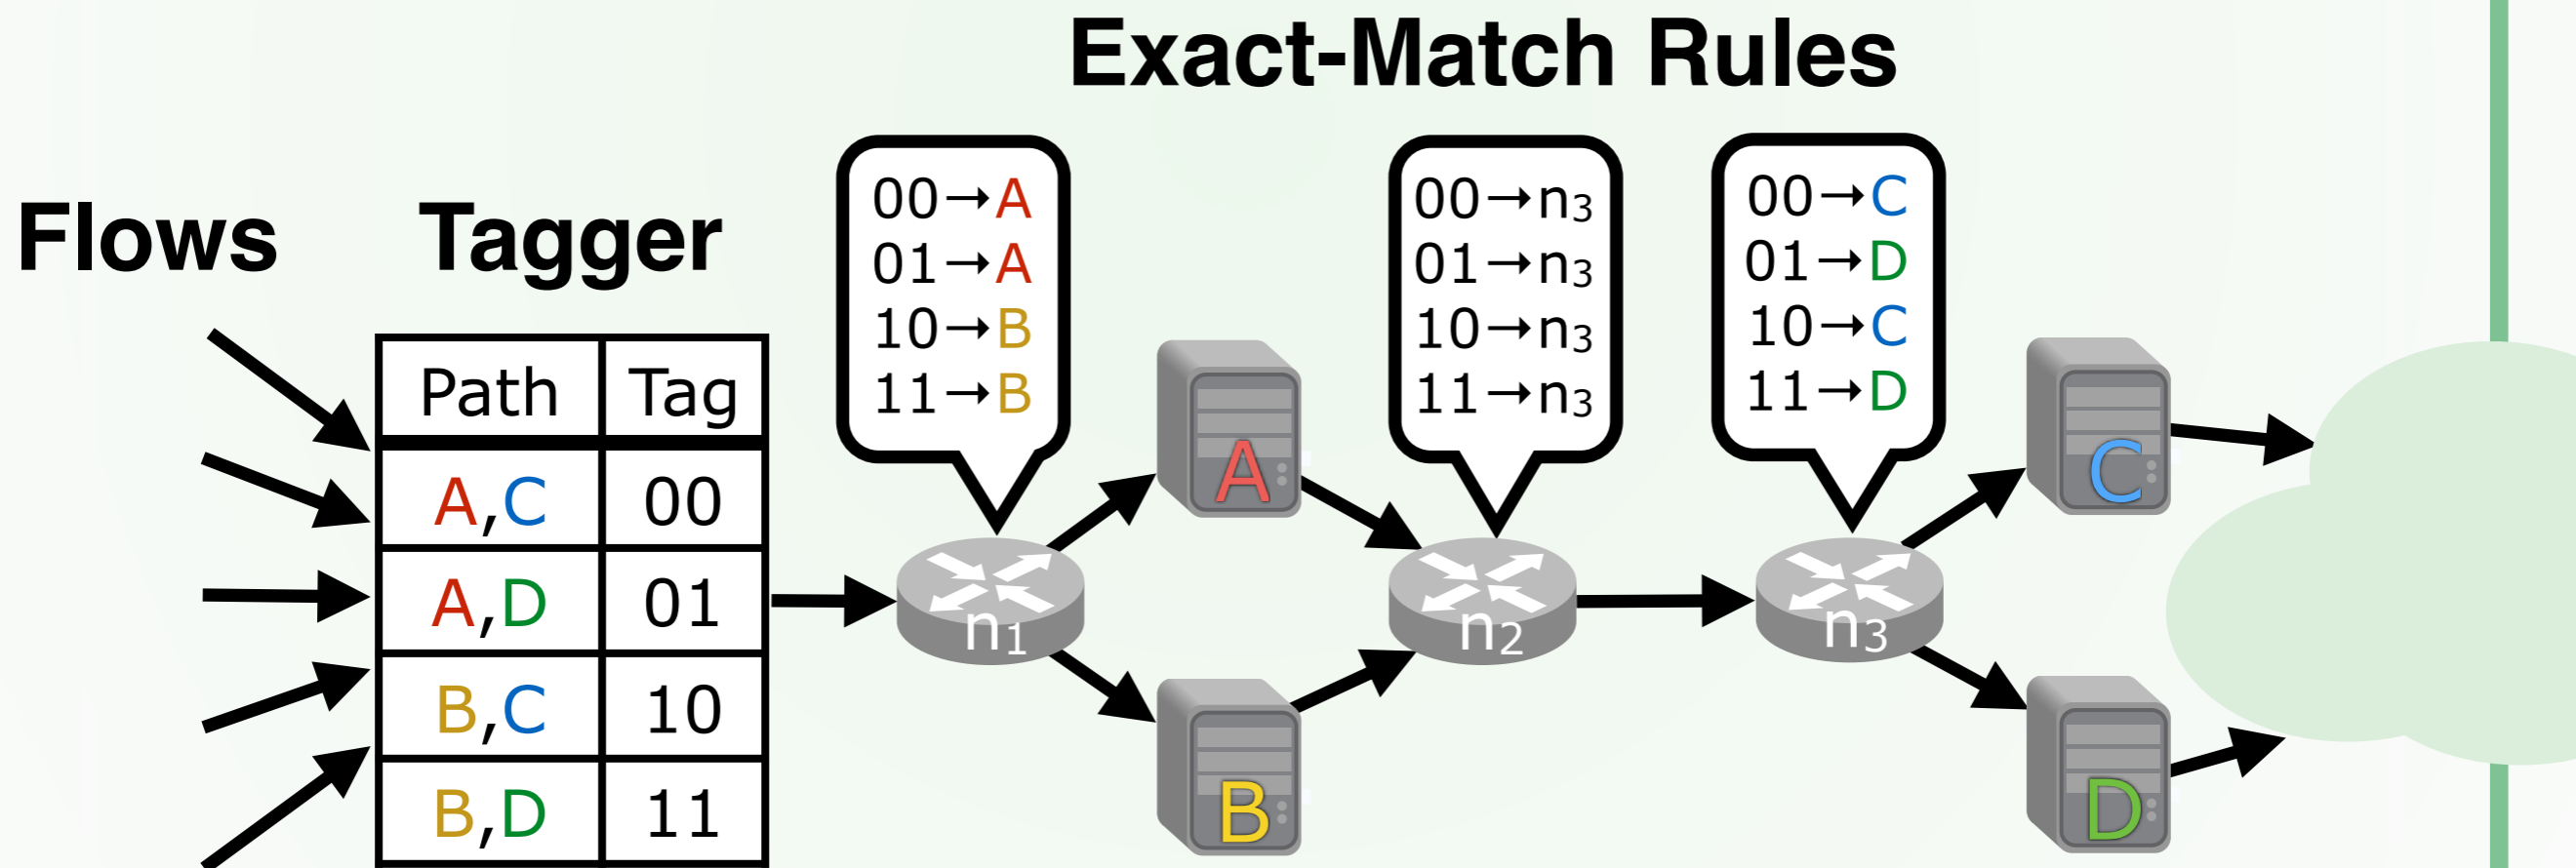 Exact-Match Rules
Flows
Tagger
Path Tag
A,C 00
A,D 01
B,C 10
B,D 11
00→A
01→A
10→B
11→B
00→n₃
01→n₃
10→n₃
11→n₃
00→C
01→D
10→C
11→D
n₁
A
B
n₂
n₃
C
D